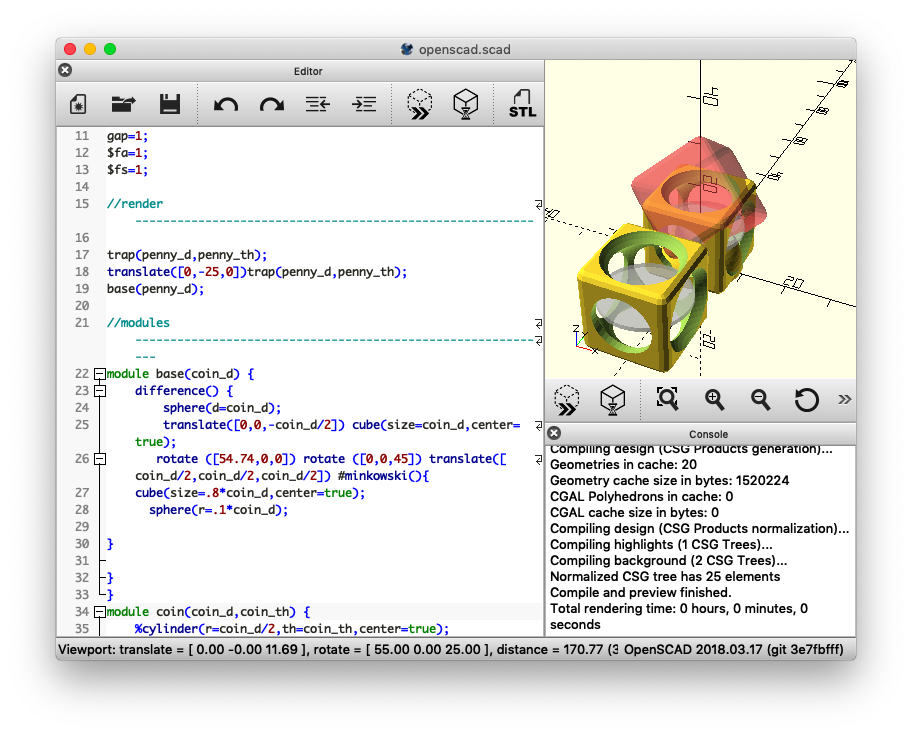 openscad.scad
Editor
STL
11 gap=1;
12 $fa=1;
13 $fs=1;
14
15 //render
---------------------------------------------------------
16
17 trap(penny_d,penny_th);
18 translate([0,-25,0])trap(penny_d,penny_th);
19 base(penny_d);
20
21 //modules
---------------------------------------------------------
---
22 module base(coin_d) {
23 difference() {
24 sphere(d=coin_d);
25 translate([0,0,-coin_d/2]) cube(size=coin_d,center=
true);
26 rotate ([54.74,0,0]) rotate ([0,0,45]) translate([
coin_d/2,coin_d/2,coin_d/2]) #minkowski(){
27 cube(size=.8*coin_d,center=true);
28 sphere(r=.1*coin_d);
29
30 }
31
32 }
33 }
34 module coin(coin_d,coin_th) {
35 %cylinder(r=coin_d/2,th=coin_th,center=true);
40
20
20
-20
Z
X
Console
Compiling design (CSG Products generation)...
Geometries in cache: 20
Geometry cache size in bytes: 1520224
CGAL Polyhedrons in cache: 0
CGAL cache size in bytes: 0
Compiling design (CSG Products normalization)...
Compiling highlights (1 CSG Trees)...
Compiling background (2 CSG Trees)...
Normalized CSG tree has 25 elements
Compile and preview finished.
Total rendering time: 0 hours, 0 minutes, 0
seconds
Viewport: translate = [ 0.00 -0.00 11.69 ], rotate = [ 55.00 0.00 25.00 ], distance = 170.77 (3 OpenSCAD 2018.03.17 (git 3e7fbfff)